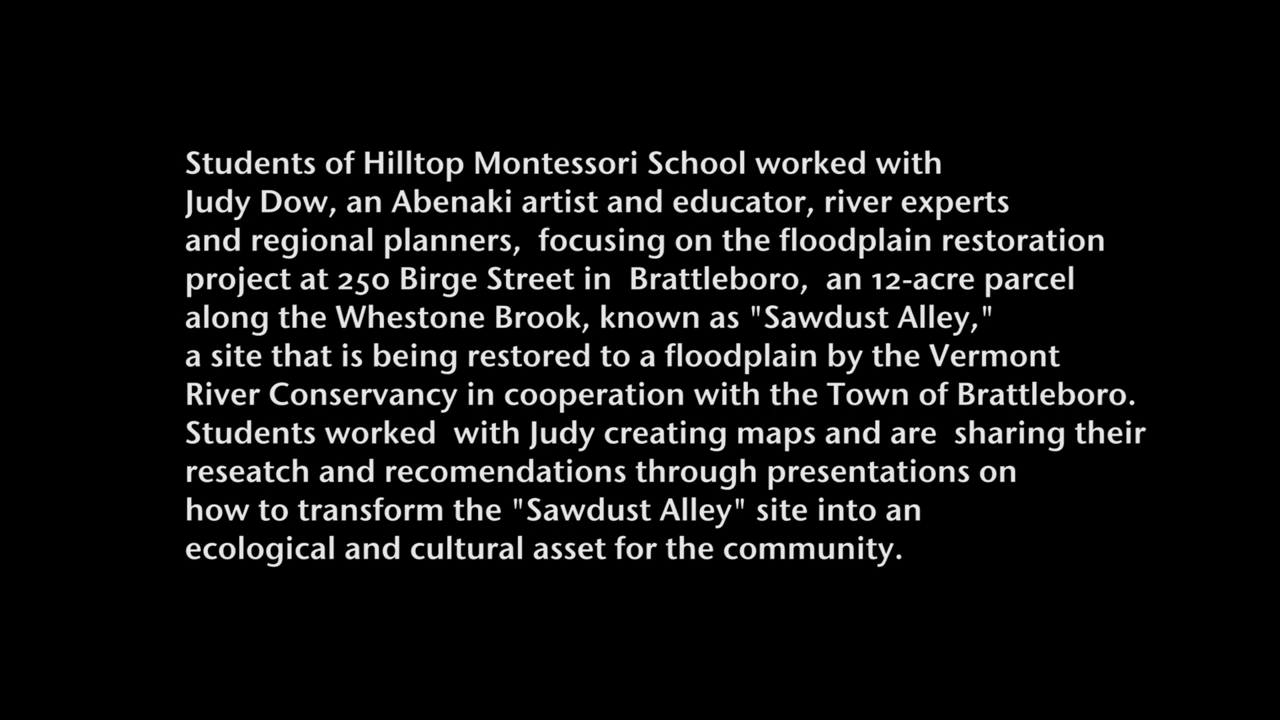 Students of Hilltop Montessori School worked with
Judy Dow, an Abenaki artist and educator, river experts
and regional planners,  focusing on the floodplain restoration
project at 250 Birge Street in  Brattleboro,  an 12-acre parcel
along the Whestone Brook, known as "Sawdust Alley,"
a site that is being restored to a floodplain by the Vermont
River Conservancy in cooperation with the Town of Brattleboro.
Students worked  with Judy creating maps and are  sharing their
reseatch and recomendations through presentations on
how to transform the "Sawdust Alley" site into an
ecological and cultural asset for the community.